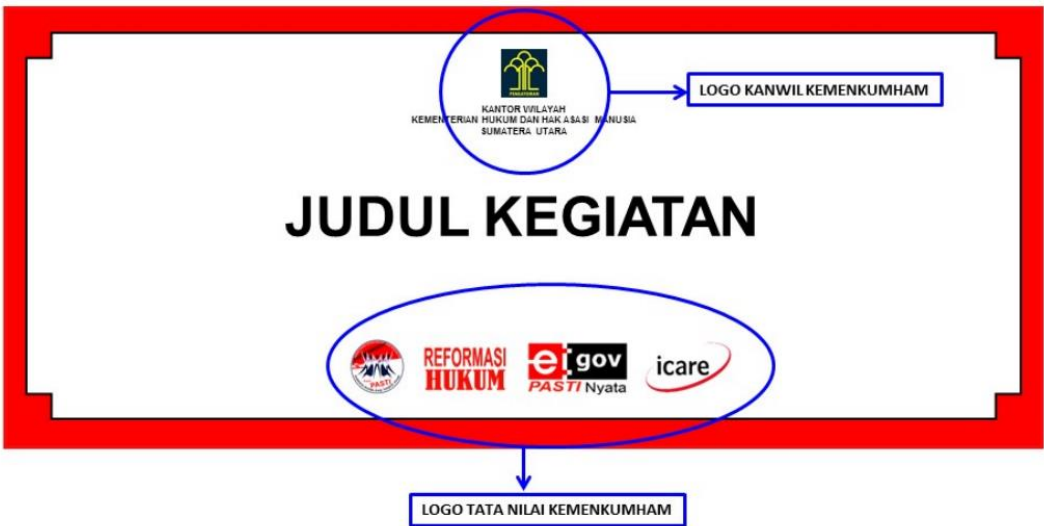 PENGAYOMAN
KANTOR WILAYAH
KEMENTERIAN HUKUM DAN HAK ASASI MANUSIA
SUMATERA UTARA
LOGO KANWIL KEMENKUMHAM
JUDUL KEGIATAN
PASTI
REFORMASI
HUKUM
e-gov
PASTI Nyata
icare
LOGO TATA NILAI KEMENKUMHAM